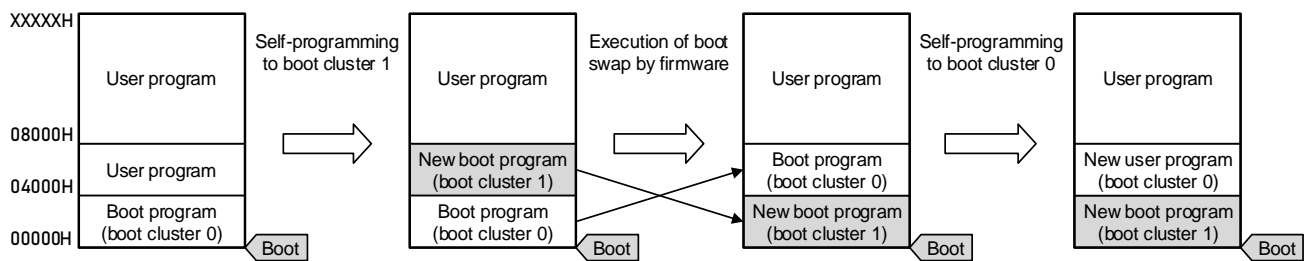 XXXXXH
08000H
04000H
00000H
User program
User program
Boot program
(boot cluster 0)
Boot
Self-programming
to boot cluster 1
User program
New boot program
(boot cluster 1)
Boot program
(boot cluster 0)
Boot
Execution of boot
swap by firmware
User program
Boot program
(boot cluster 0)
New boot program
(boot cluster 1)
Boot
Self-programming
to boot cluster 0
User program
New user program
(boot cluster 0)
New boot program
(boot cluster 1)
Boot